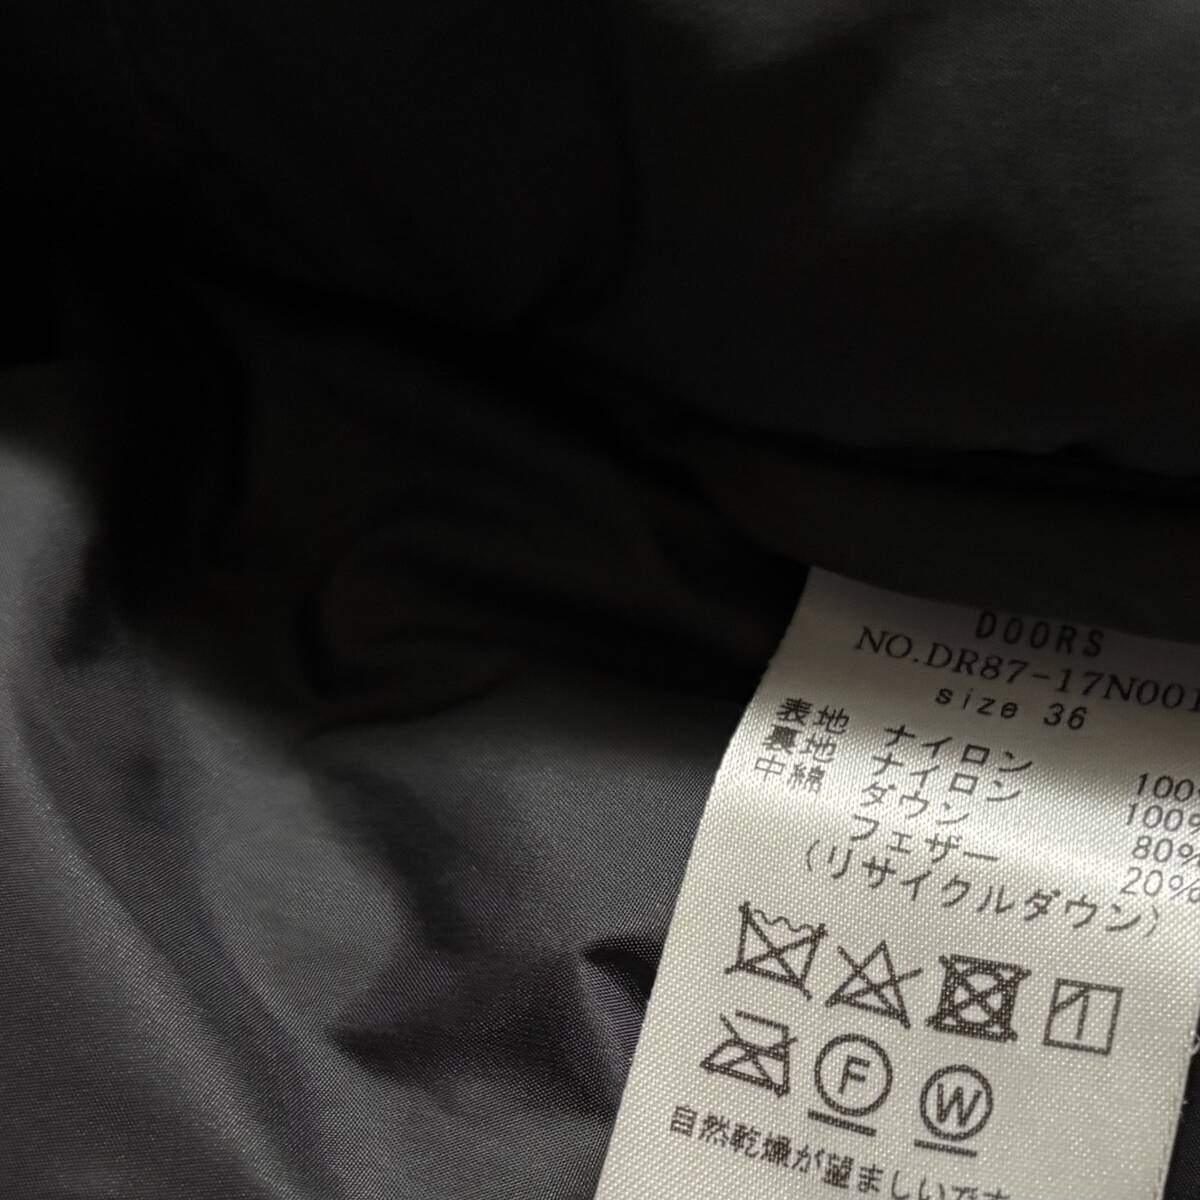 DOORS
NO.DR87-17N001
size 36
表地 ナイロン 100%
裏地 ナイロン 100%
中綿 ダウン 80%
フェザー 20%
(リサイクルダウン)
F
W
自然乾燥が望ましいです